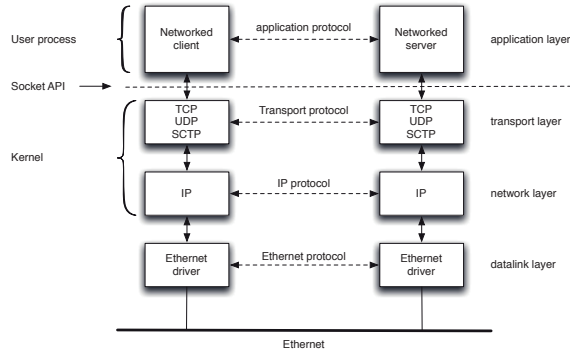 User process
Networked
client
application protocol
Networked
server
application layer
Socket API
Kernel
TCP
UDP
SCTP
Transport protocol
TCP
UDP
SCTP
transport layer
IP
IP protocol
IP
network layer
Ethernet
driver
Ethernet protocol
Ethernet
driver
datalink layer
Ethernet